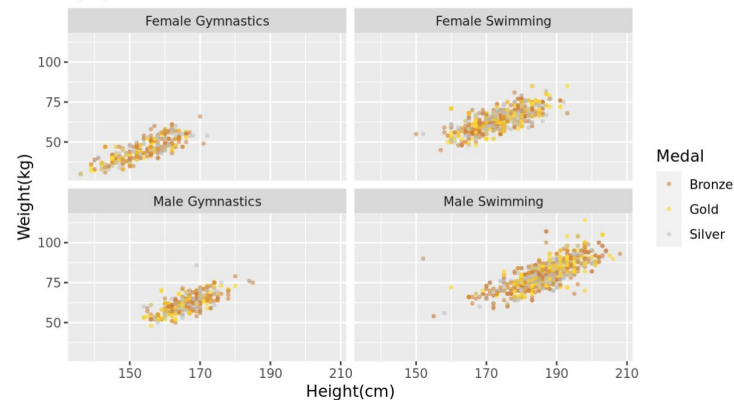 Female Gymnastics
Female Swimming
100
75
50
Male Gymnastics
Male Swimming
100
75
50
150
170
190
210
150
170
190
210
Height(cm)
Weight(kg)
Medal
Bronze
Gold
Silver